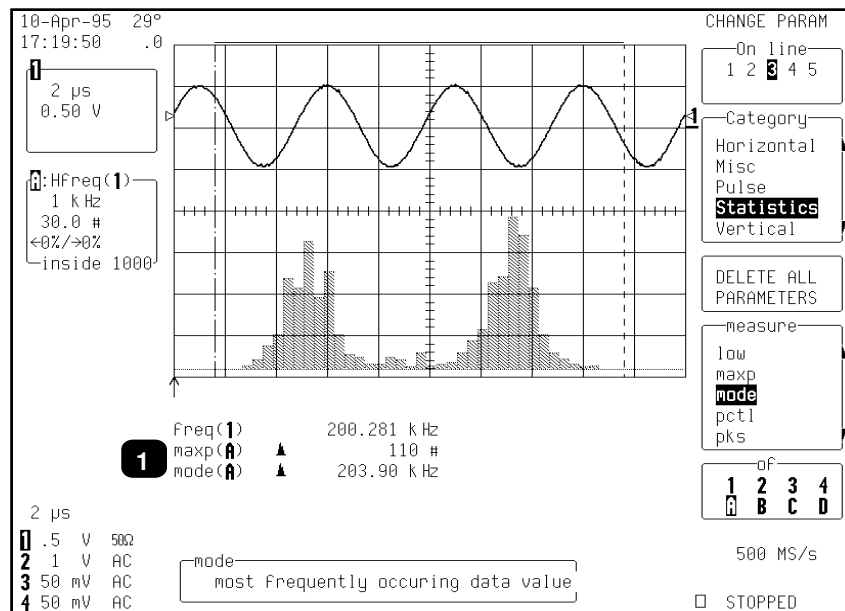 10-Apr-95 29°
17:19:50 .0
1
2 µs
0.50 V
A:Hfreq(1)
1 kHz
30.0 #
←0%/→0%
inside 1000
1
freq(1) 200.281 kHz
maxp(A) 110 #
mode(A) 203.90 kHz
1
2 µs
1 .5 V 50Ω
2 1 V AC
3 50 mV AC
4 50 mV AC
mode
most frequently occuring data value
CHANGE PARAM
On line
1 2 3 4 5
Category
Horizontal
Misc
Pulse
Statistics
Vertical
DELETE ALL
PARAMETERS
measure
low
maxp
mode
pctl
pks
of
1 2 3 4
A B C D
500 MS/s
STOPPED